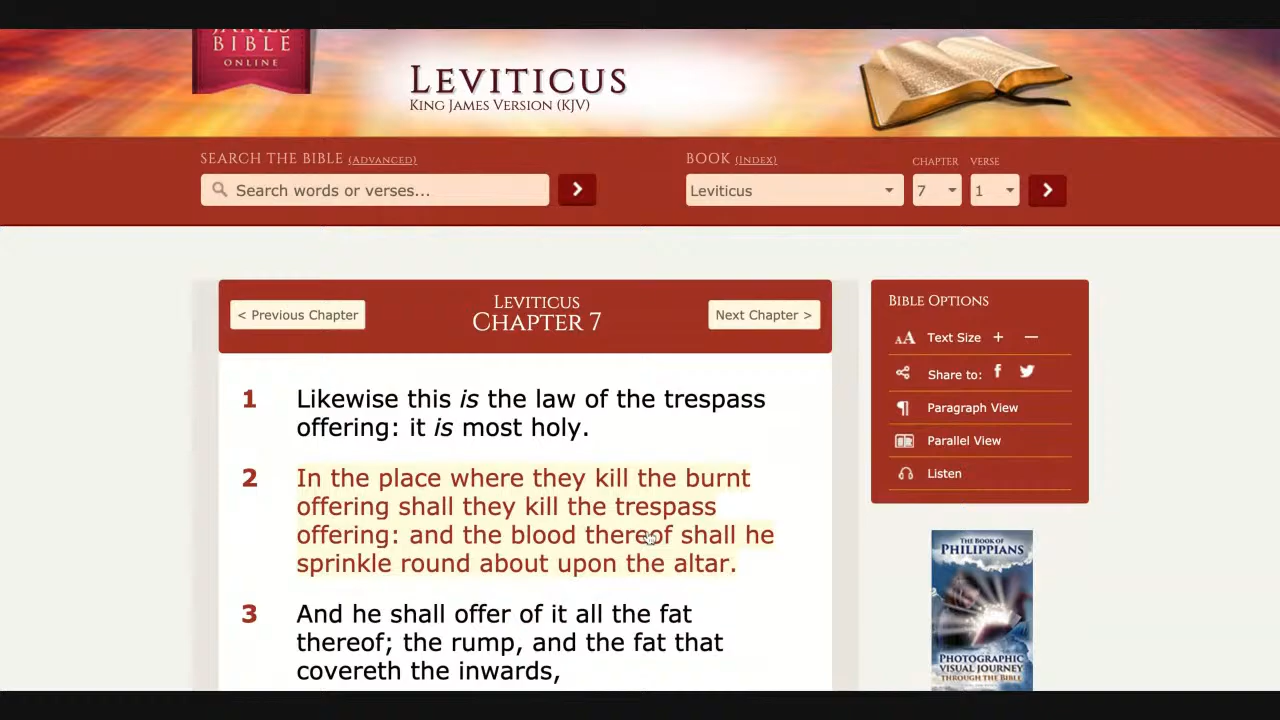 BIBLE
ONLINE
LEVITICUS
KING JAMES VERSION (KJV)
SEARCH THE BIBLE (ADVANCED)
Search words or verses...
BOOK (INDEX)
CHAPTER
VERSE
Leviticus
7
1
< Previous Chapter
LEVITICUS
CHAPTER 7
Next Chapter >
1 Likewise this is the law of the trespass
offering: it is most holy.
2 In the place where they kill the burnt
offering shall they kill the trespass
offering: and the blood thereof shall he
sprinkle round about upon the altar.
3 And he shall offer of it all the fat
thereof; the rump, and the fat that
covereth the inwards,
BIBLE OPTIONS
AA Text Size + —
Share to:
Paragraph View
Parallel View
Listen
THE BOOK OF
PHILIPPIANS
PHOTOGRAPHIC
VISUAL JOURNEY
THROUGH THE BIBLE